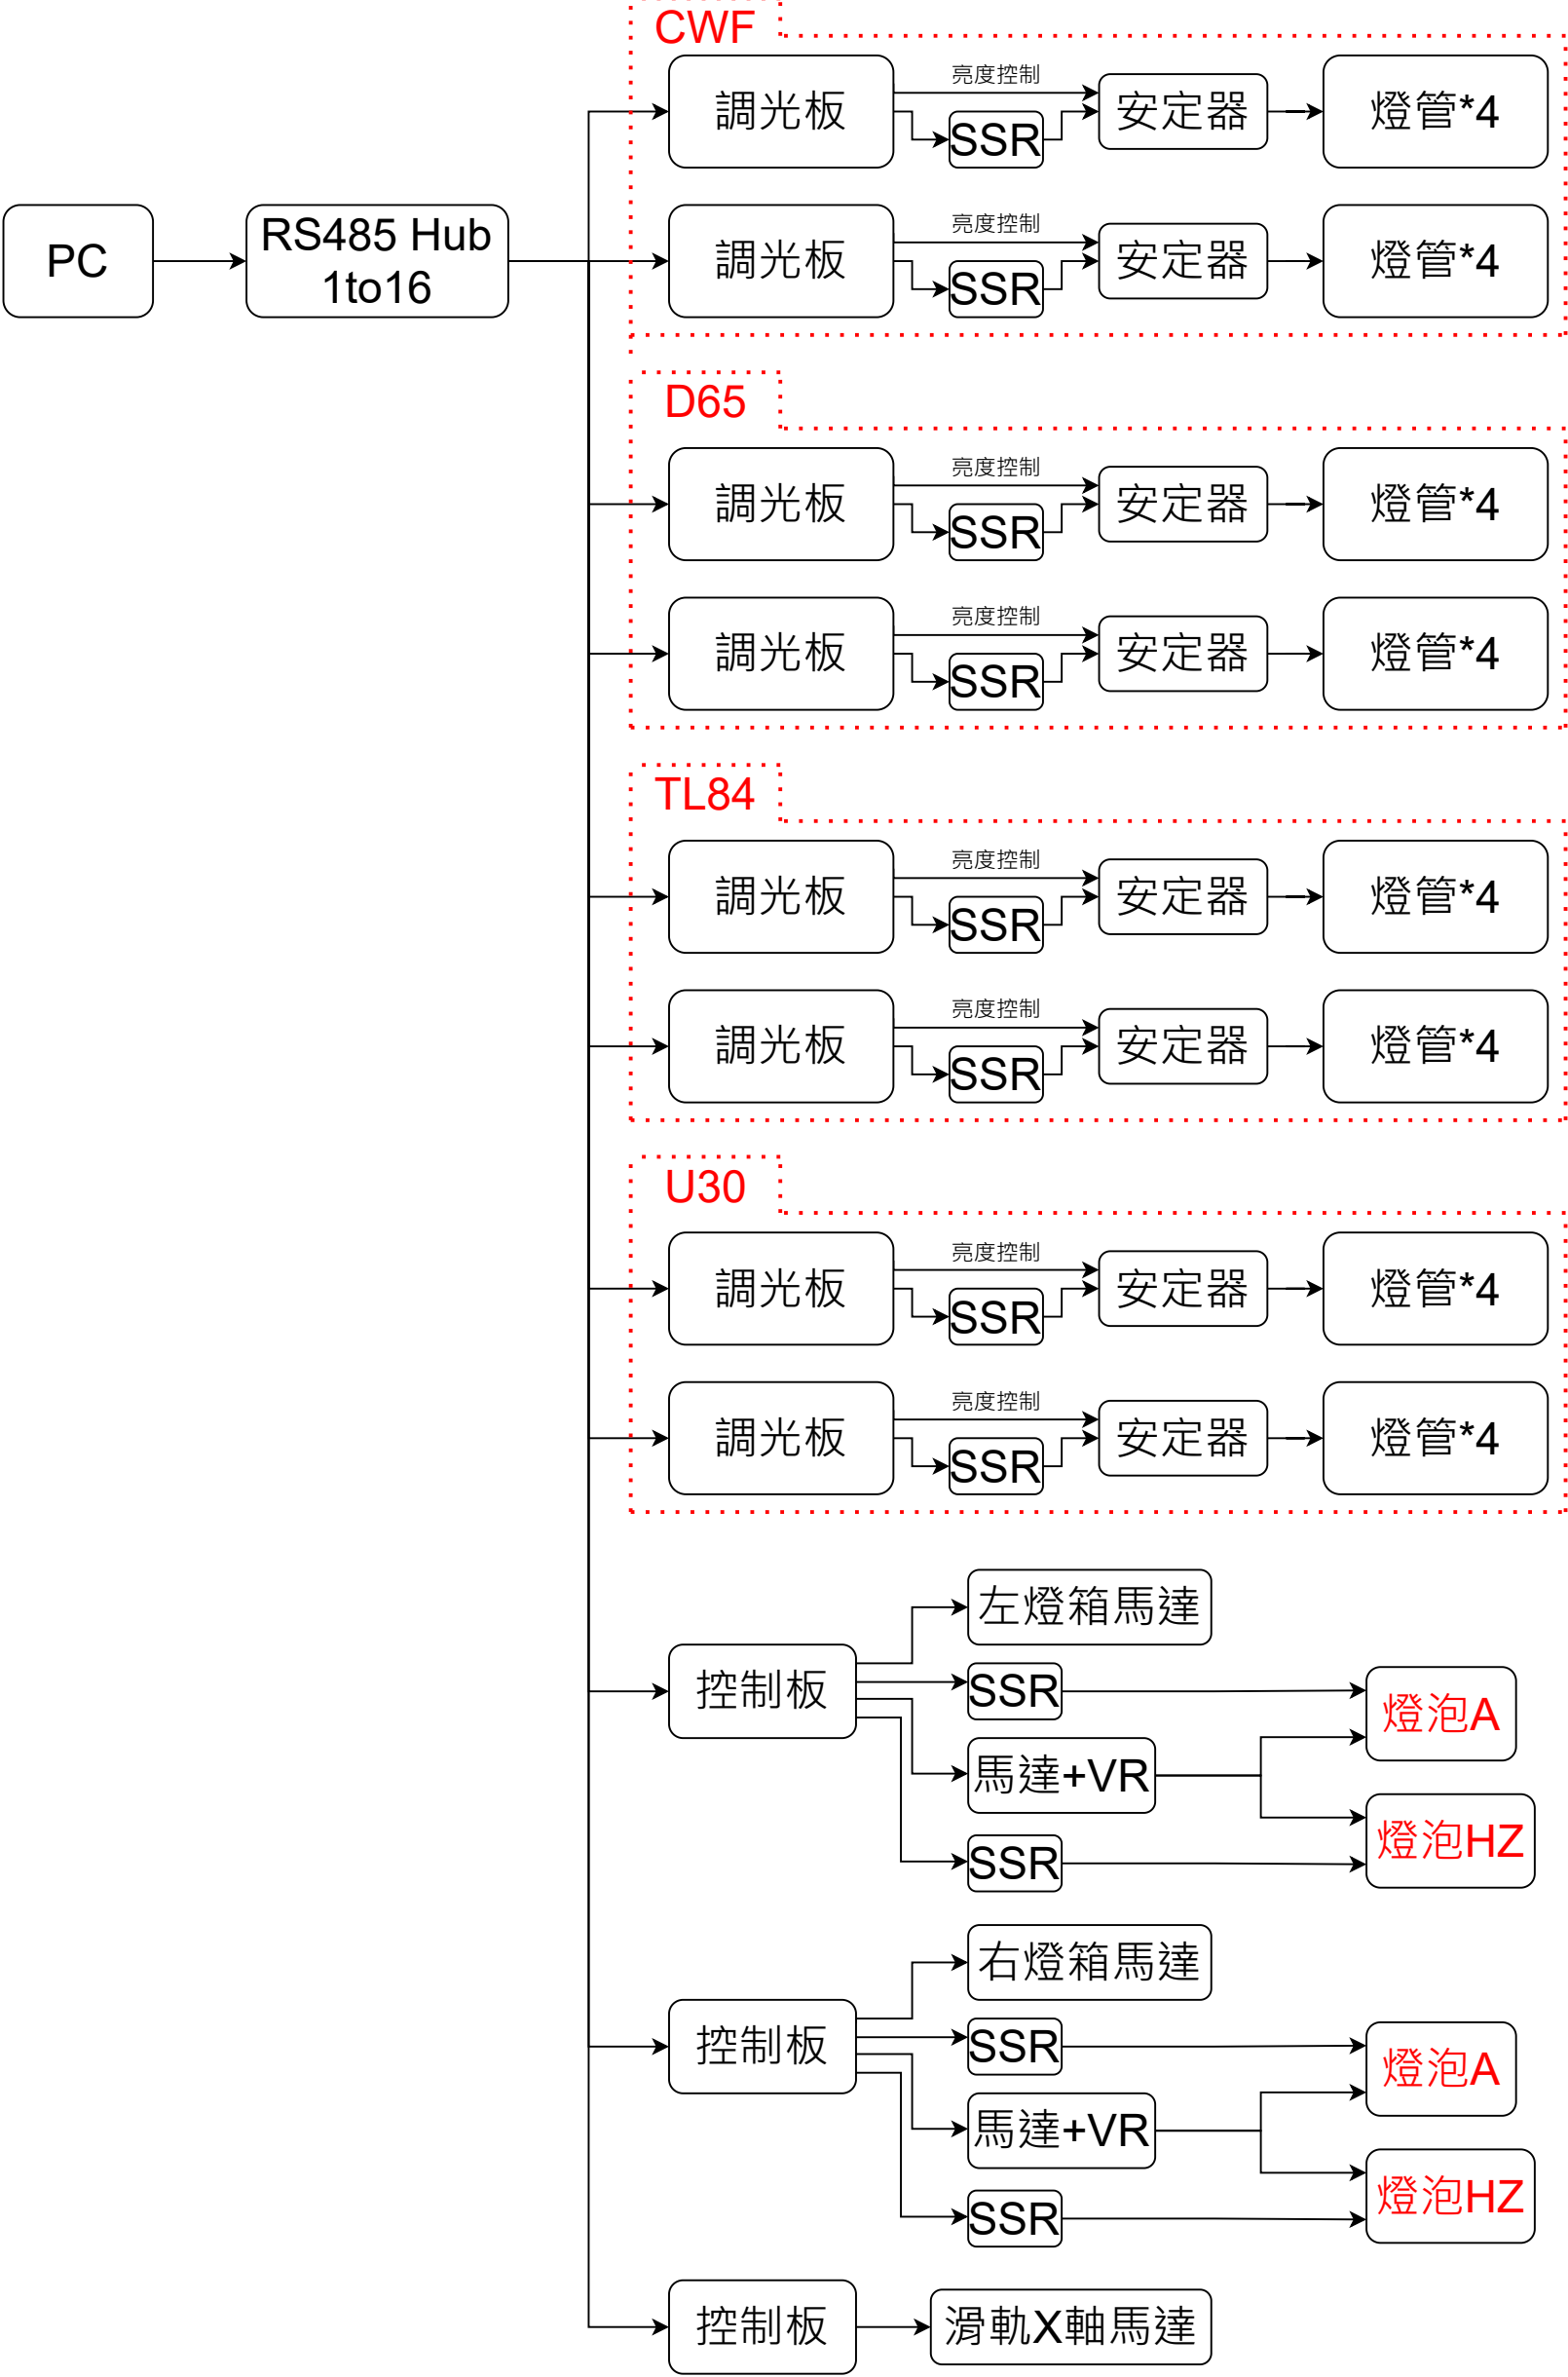 CWF
亮度控制
調光板
SSR
安定器
燈管*4
PC
RS485 Hub
1to16
亮度控制
調光板
SSR
安定器
燈管*4
D65
亮度控制
調光板
SSR
安定器
燈管*4
亮度控制
調光板
SSR
安定器
燈管*4
TL84
亮度控制
調光板
SSR
安定器
燈管*4
亮度控制
調光板
SSR
安定器
燈管*4
U30
亮度控制
調光板
SSR
安定器
燈管*4
亮度控制
調光板
SSR
安定器
燈管*4
左燈箱馬達
控制板
SSR
燈泡A
馬達+VR
燈泡HZ
SSR
右燈箱馬達
控制板
SSR
燈泡A
馬達+VR
燈泡HZ
SSR
控制板
滑軌X軸馬達